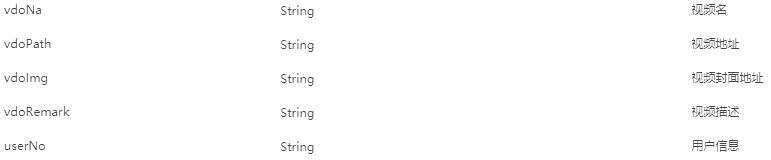 vdoNa String 视频名
vdoPath String 视频地址
vdoImg String 视频封面地址
vdoRemark String 视频描述
userNo String 用户信息